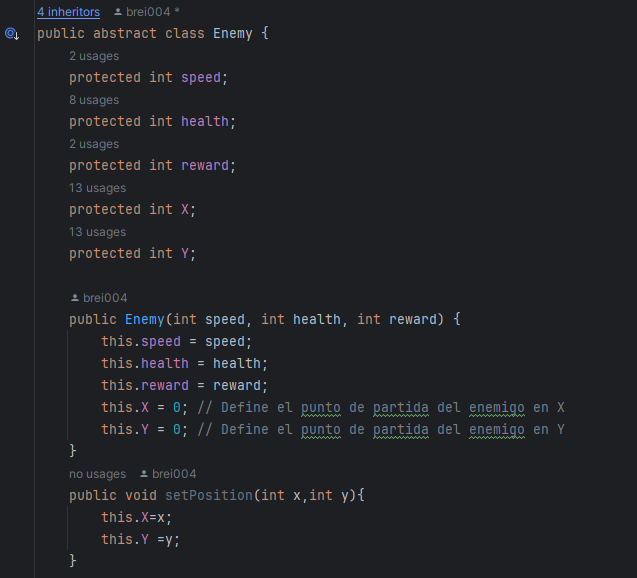 4 inheritors brei004 *
public abstract class Enemy {
2 usages
protected int speed;
8 usages
protected int health;
2 usages
protected int reward;
13 usages
protected int X;
13 usages
protected int Y;
brei004
public Enemy(int speed, int health, int reward) {
this.speed = speed;
this.health = health;
this.reward = reward;
this.X = 0; // Define el punto de partida del enemigo en X
this.Y = 0; // Define el punto de partida del enemigo en Y
}
no usages brei004
public void setPosition(int x,int y){
this.X=x;
this.Y =y;
}